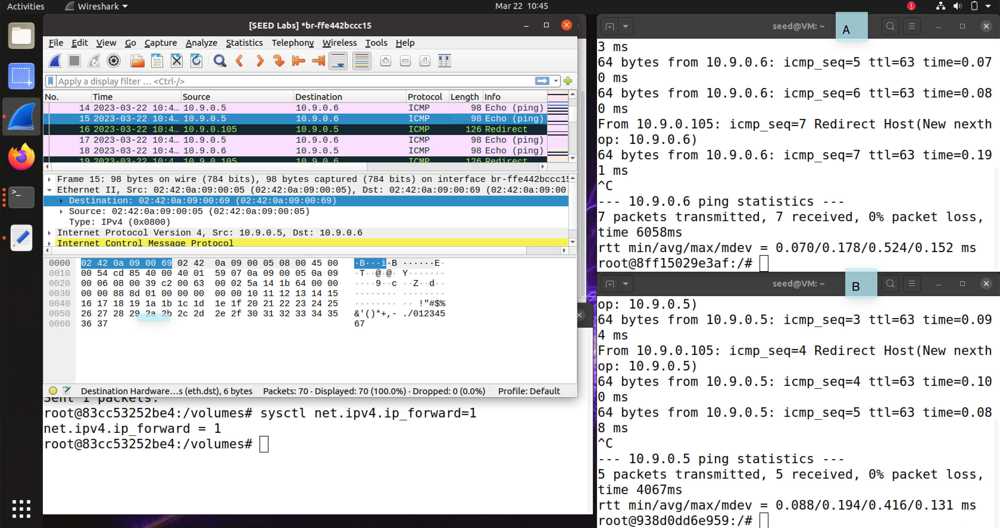 Activities
Wireshark
Mar 22 10:45
[SEED Labs] *br-ffe442bccc15
File Edit View Go Capture Analyze Statistics Telephony Wireless Tools Help
Apply a display filter … <Ctrl-/>
No. Time Source Destination Protocol Length Info
14 2023-03-22 10:4… 10.9.0.5 10.9.0.6 ICMP 98 Echo (ping)
15 2023-03-22 10:4… 10.9.0.5 10.9.0.6 ICMP 98 Echo (ping)
16 2023-03-22 10:4… 10.9.0.105 10.9.0.5 ICMP 126 Redirect
17 2023-03-22 10:4… 10.9.0.5 10.9.0.6 ICMP 98 Echo (ping)
18 2023-03-22 10:4… 10.9.0.6 10.9.0.5 ICMP 98 Echo (ping)
19 2023-03-22 10:4… 10.9.0.105 10.9.0.6 ICMP 126 Redirect
Frame 15: 98 bytes on wire (784 bits), 98 bytes captured (784 bits) on interface br-ffe442bccc15
Ethernet II, Src: 02:42:0a:09:00:05 (02:42:0a:09:00:05), Dst: 02:42:0a:09:00:69 (02:42:0a:09:00:
Destination: 02:42:0a:09:00:69 (02:42:0a:09:00:69)
Source: 02:42:0a:09:00:05 (02:42:0a:09:00:05)
Type: IPv4 (0x0800)
Internet Protocol Version 4, Src: 10.9.0.5, Dst: 10.9.0.6
Internet Control Message Protocol
0000 02 42 0a 09 00 69 02 42 0a 09 00 05 08 00 45 00 ·B···i·B ······E·
0010 00 54 cd 85 40 00 40 01 59 07 0a 09 00 05 0a 09 ·T··@·@· Y·······
0020 00 06 08 00 39 c2 00 63 00 02 5a 14 1b 64 00 00 ····9··c ··Z··d··
0030 00 00 88 8d 01 00 00 00 00 00 10 11 12 13 14 15 ········ ········
0040 16 17 18 19 1a 1b 1c 1d 1e 1f 20 21 22 23 24 25 ········ ·· !"#$%
0050 26 27 28 29 2a 2b 2c 2d 2e 2f 30 31 32 33 34 35 &'()*+,- ./012345
0060 36 37 67
Destination Hardware…s (eth.dst), 6 bytes Packets: 70 · Displayed: 70 (100.0%) · Dropped: 0 (0.0%) Profile: Default
Sent 1 packets.
root@83cc53252be4:/volumes# sysctl net.ipv4.ip_forward=1
net.ipv4.ip_forward = 1
root@83cc53252be4:/volumes#
seed@VM: ~
A
3 ms
64 bytes from 10.9.0.6: icmp_seq=5 ttl=63 time=0.07
0 ms
64 bytes from 10.9.0.6: icmp_seq=6 ttl=63 time=0.08
0 ms
From 10.9.0.105: icmp_seq=7 Redirect Host(New nexth
op: 10.9.0.6)
64 bytes from 10.9.0.6: icmp_seq=7 ttl=63 time=0.19
1 ms
^C
--- 10.9.0.6 ping statistics ---
7 packets transmitted, 7 received, 0% packet loss,
time 6058ms
rtt min/avg/max/mdev = 0.070/0.178/0.524/0.152 ms
root@8ff15029e3af:/#
seed@VM: ~
B
op: 10.9.0.5)
64 bytes from 10.9.0.5: icmp_seq=3 ttl=63 time=0.09
4 ms
From 10.9.0.105: icmp_seq=4 Redirect Host(New nexth
op: 10.9.0.5)
64 bytes from 10.9.0.5: icmp_seq=4 ttl=63 time=0.10
0 ms
64 bytes from 10.9.0.5: icmp_seq=5 ttl=63 time=0.08
8 ms
^C
--- 10.9.0.5 ping statistics ---
5 packets transmitted, 5 received, 0% packet loss,
time 4067ms
rtt min/avg/max/mdev = 0.088/0.194/0.416/0.131 ms
root@938d0dd6e959:/#